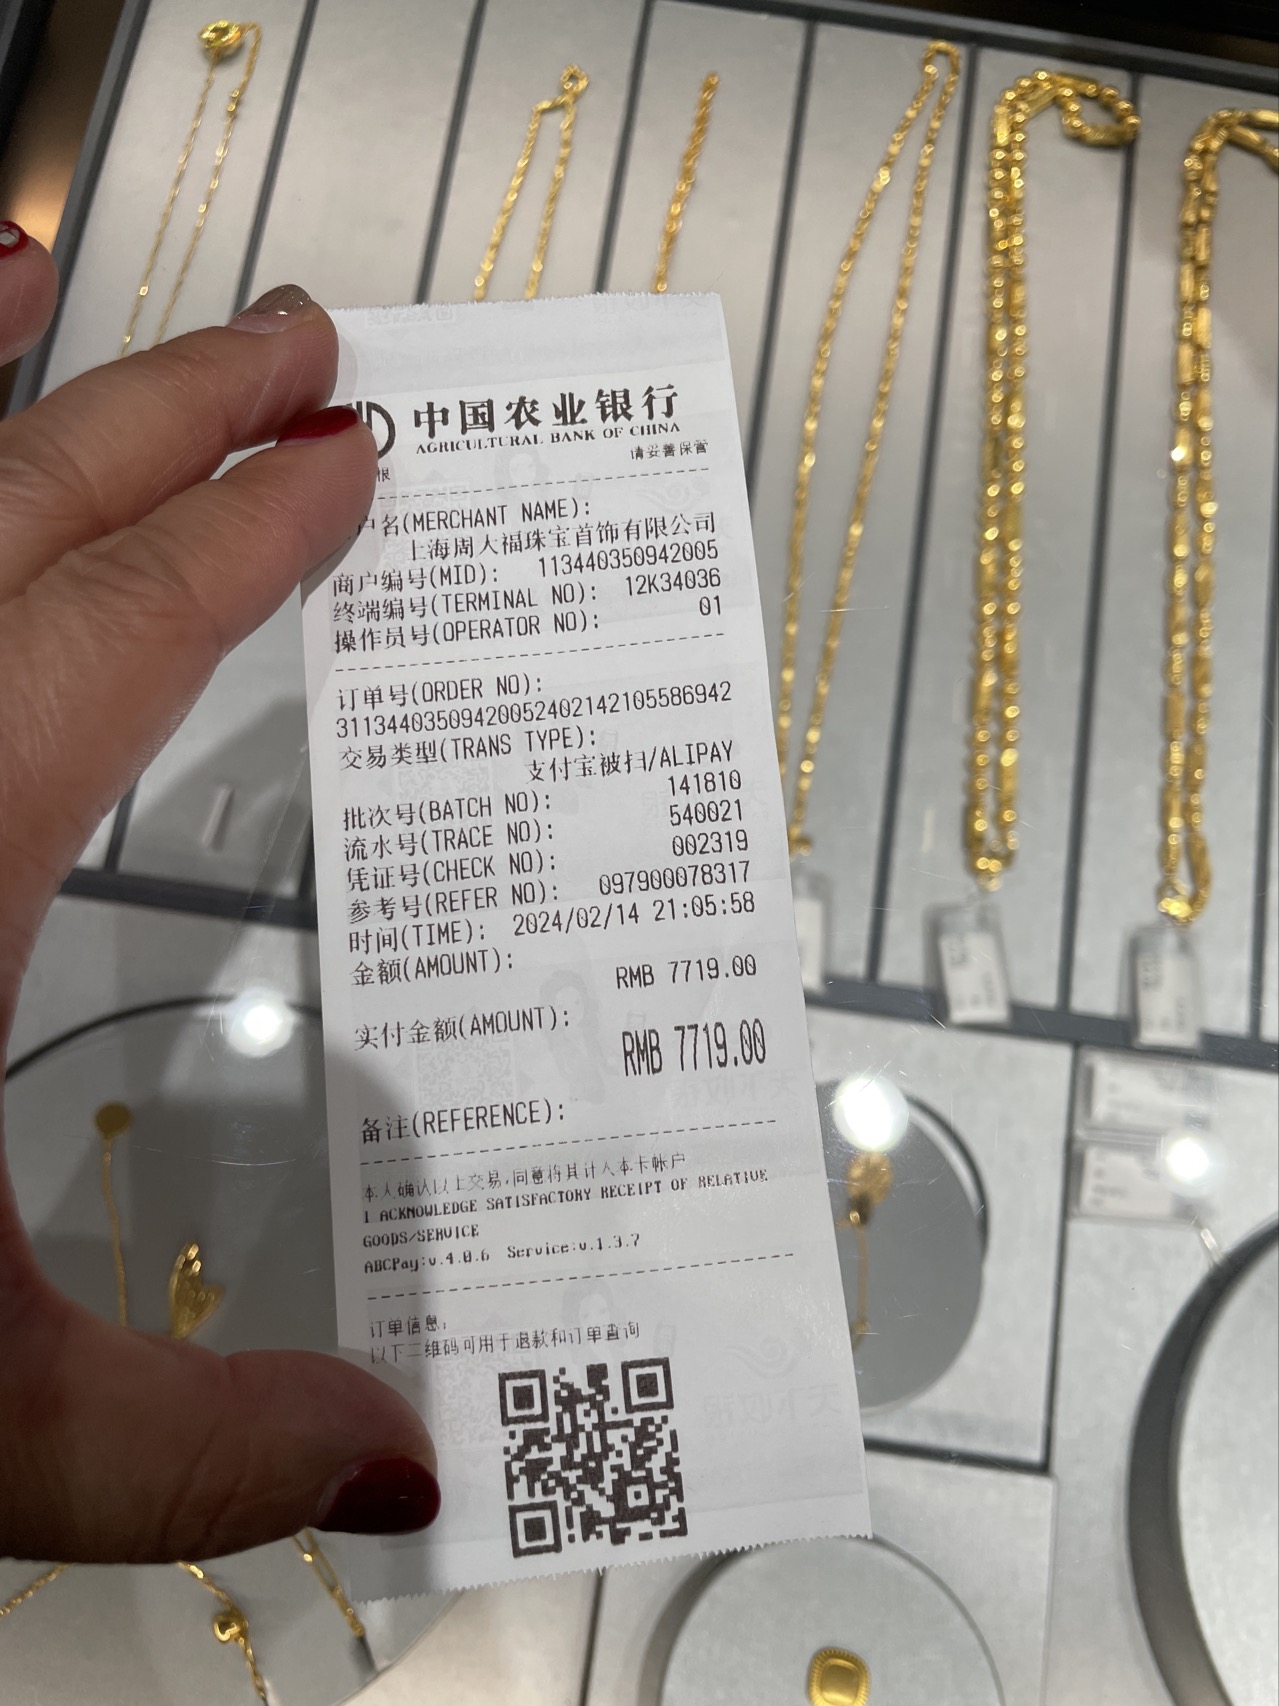 中国农业银行
AGRICULTURAL BANK OF CHINA
根 请妥善保管
户名(MERCHANT NAME):
上海周大福珠宝首饰有限公司
商户编号(MID): 113440350942005
终端编号(TERMINAL NO): 12K34036
操作员号(OPERATOR NO): 01
订单号(ORDER NO):
31134403509420052402142105586942
交易类型(TRANS TYPE):
支付宝被扫/ALIPAY
批次号(BATCH NO): 141810
流水号(TRACE NO): 540021
凭证号(CHECK NO): 002319
参考号(REFER NO): 097900078317
时间(TIME): 2024/02/14 21:05:58
金额(AMOUNT):
RMB 7719.00
实付金额(AMOUNT):
RMB 7719.00
备注(REFERENCE):
本人确认以上交易,同意将其计入本卡帐户
I ACKNOWLEDGE SATISFACTORY RECEIPT OF RELATIVE
GOODS/SERVICE
ABCPay:v.4.0.6 Service:v.1.3.7
订单信息:
以下二维码可用于退款和订单查询